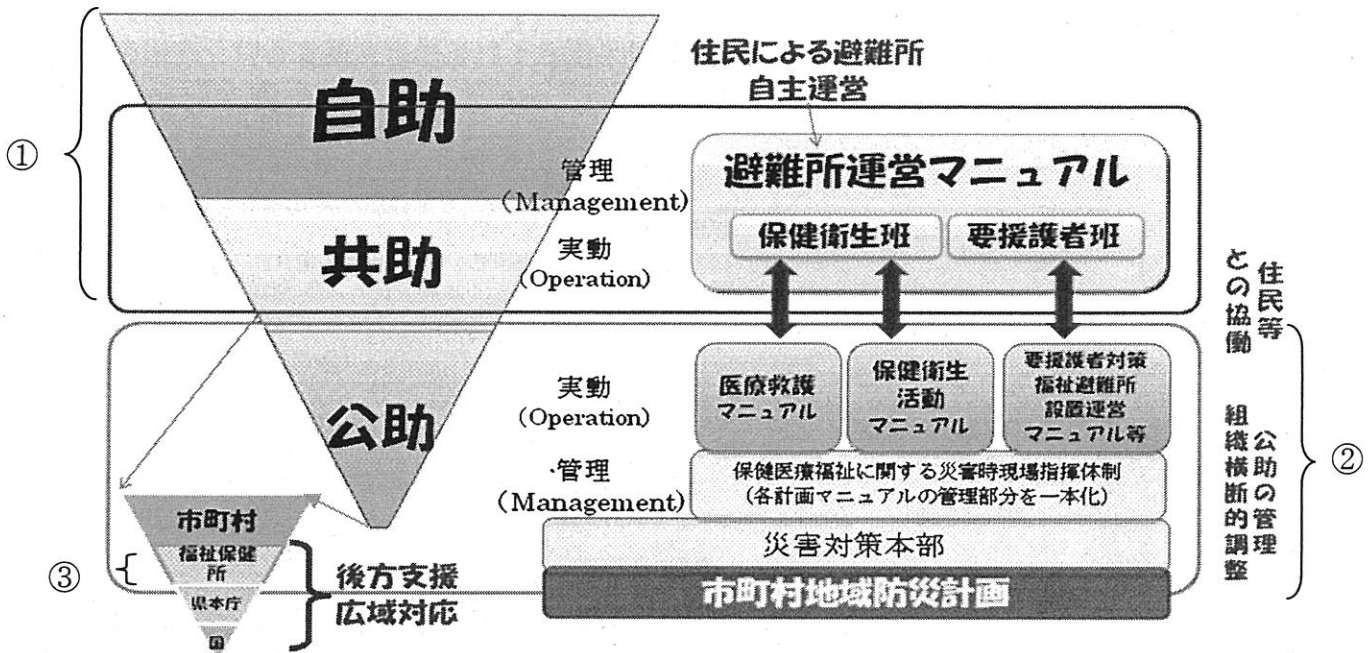 ①
自助
共助
公助
管理
(Management)
実動
(Operation)
住民による避難所
自主運営
避難所運営マニュアル
保健衛生班
要援護者班
実動
(Operation)
・管理
(Management)
医療救護
マニュアル
保健衛生
活動
マニュアル
要援護者対策
福祉避難所
設置運営
マニュアル等
保健医療福祉に関する災害時現場指揮体制
(各計画マニュアルの管理部分を一本化)
災害対策本部
市町村地域防災計画
住民等
との協働
公助の管理
組織横断的調整
②
③
市町村
福祉保健
所
県本庁
国
後方支援
広域対応